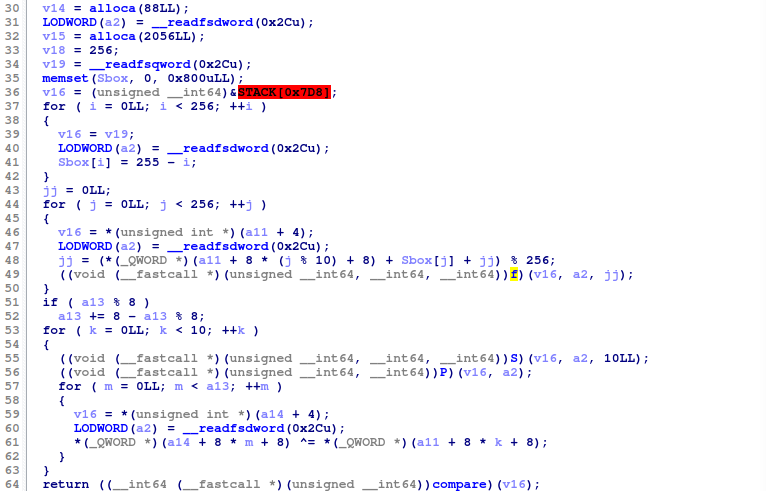 30 v14 = alloca(88LL);
31 LODWORD(a2) = __readfsdword(0x2Cu);
32 v15 = alloca(2056LL);
33 v18 = 256;
34 v19 = __readfsqword(0x2Cu);
35 memset(Sbox, 0, 0x800uLL);
36 v16 = (unsigned __int64)&STACK[0x7D8];
37 for ( i = 0LL; i < 256; ++i )
38 {
39 v16 = v19;
40 LODWORD(a2) = __readfsdword(0x2Cu);
41 Sbox[i] = 255 - i;
42 }
43 jj = 0LL;
44 for ( j = 0LL; j < 256; ++j )
45 {
46 v16 = *(unsigned int *)(a11 + 4);
47 LODWORD(a2) = __readfsdword(0x2Cu);
48 jj = (*(_QWORD *)(a11 + 8 * (j % 10) + 8) + Sbox[j] + jj) % 256;
49 ((void (__fastcall *)(unsigned __int64, unsigned __int64, __int64))f)(v16, a2, jj);
50 }
51 if ( a13 % 8 )
52 a13 += 8 - a13 % 8;
53 for ( k = 0LL; k < 10; ++k )
54 {
55 ((void (__fastcall *)(unsigned __int64, unsigned __int64, __int64))S)(v16, a2, 10LL);
56 ((void (__fastcall *)(unsigned __int64, unsigned __int64))P)(v16, a2);
57 for ( m = 0LL; m < a13; ++m )
58 {
59 v16 = *(unsigned int *)(a14 + 4);
60 LODWORD(a2) = __readfsdword(0x2Cu);
61 *(_QWORD *)(a14 + 8 * m + 8) ^= *(_QWORD *)(a11 + 8 * k + 8);
62 }
63 }
64 return ((__int64 (__fastcall *)(unsigned __int64))compare)(v16);